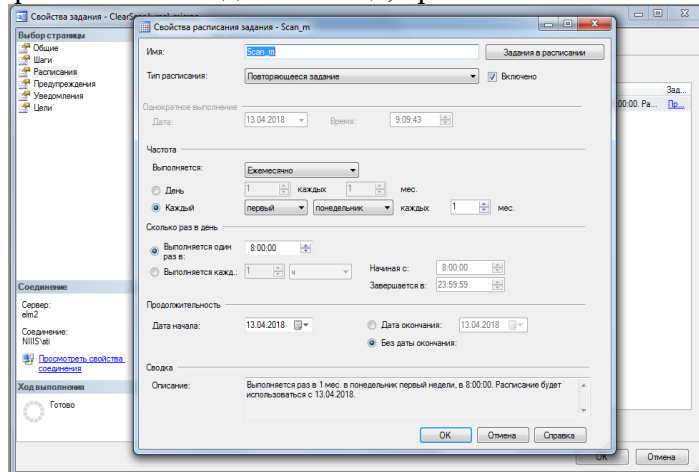 Свойства задания - ClearScan
Выбор страницы
Общие
Шаги
Расписания
Предупреждения
Уведомления
Цели
Зад...
0:00:00. Ра... Пр...
Соединение
Сервер:
elm2
Соединение:
NIIIS\sti
Просмотреть свойства
соединения
Ход выполнения
Готово
OK Отмена
Свойства расписания задания - Scan_m
Имя: Scan_m Задания в расписании
Тип расписания: Повторяющееся задание Включено
Однократное выполнение
Дата: 13.04.2018 Время: 9:09:43
Частота
Выполняется: Ежемесячно
День 1 каждых 1 мес.
Каждый первый понедельник каждых 1 мес.
Сколько раз в день
Выполняется один
раз в: 8:00:00
Выполняется кажд.: 1 ч Начиная с: 8:00:00
Завершается в: 23:59:59
Продолжительность
Дата начала: 13.04.2018 Дата окончания: 13.04.2018
Без даты окончания:
Сводка
Описание: Выполняется раз в 1 мес. в понедельник первый недели, в 8:00:00. Расписание будет
использоваться с 13.04.2018.
OK Отмена Справка